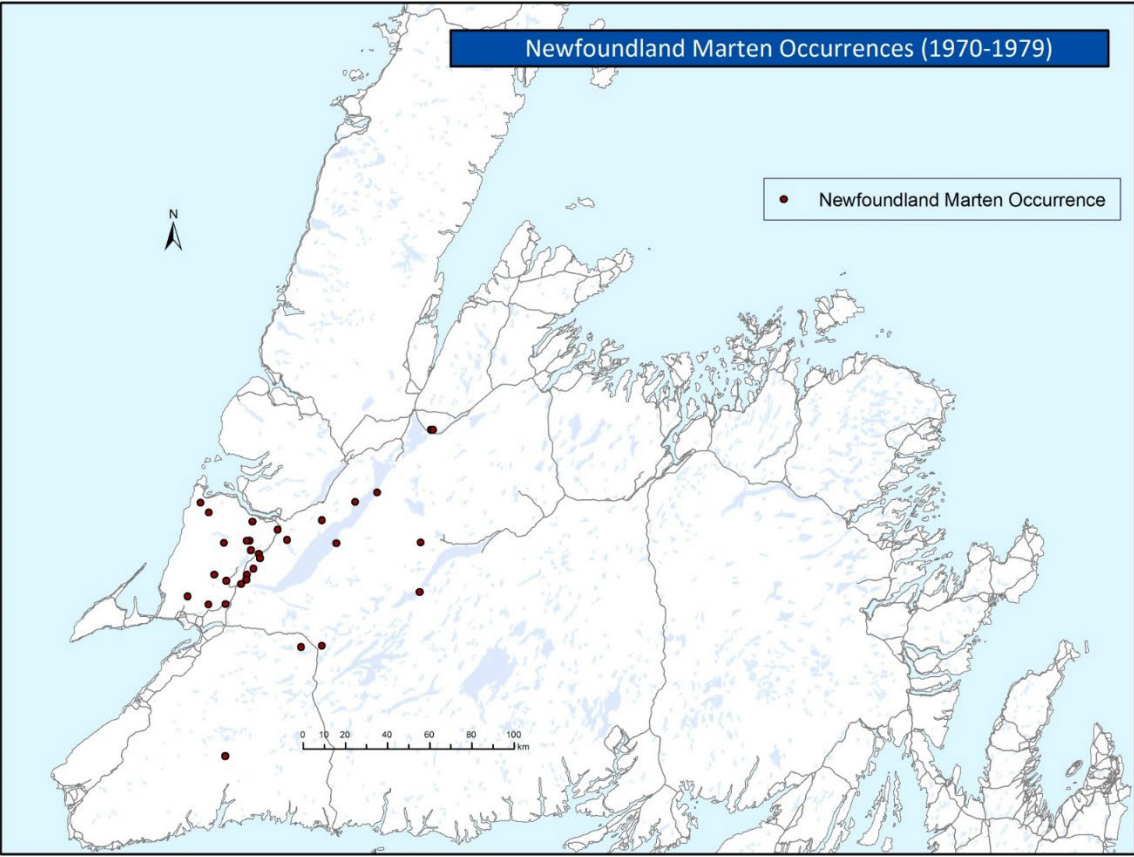 Newfoundland Marten Occurrences (1970-1979)
Newfoundland Marten Occurrence
N
0 10 20 40 60 80 100
km